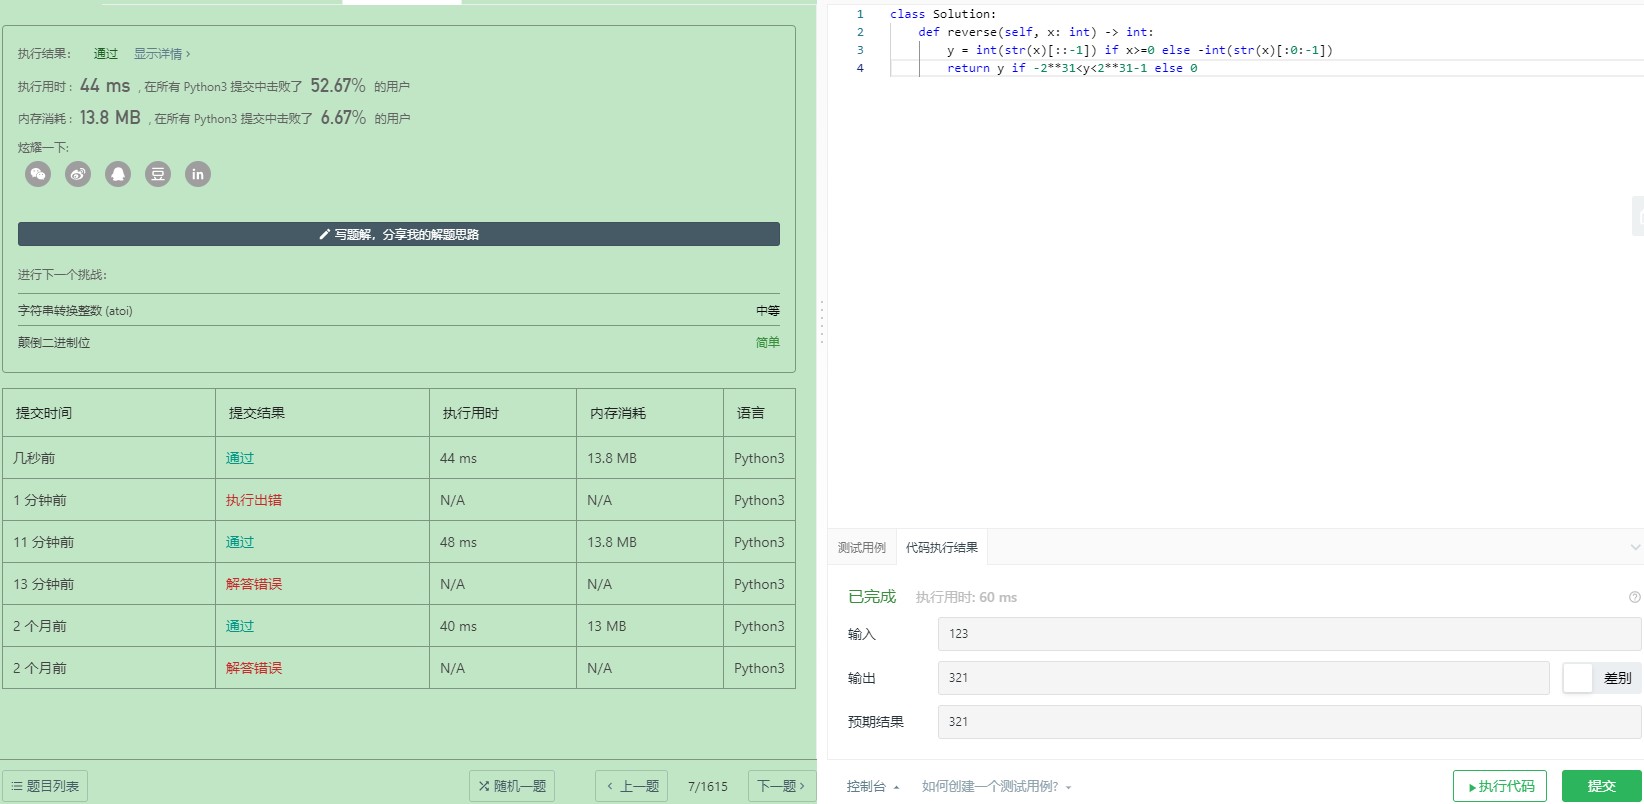 执行结果: 通过 显示详情 ›
执行用时 : 44 ms , 在所有 Python3 提交中击败了 52.67% 的用户
内存消耗 : 13.8 MB , 在所有 Python3 提交中击败了 6.67% 的用户
炫耀一下:
豆 in
写题解, 分享我的解题思路
进行下一个挑战:
字符串转换整数 (atoi) 中等
颠倒二进制位 简单
提交时间 提交结果 执行用时 内存消耗 语言
几秒前 通过 44 ms 13.8 MB Python3
1 分钟前 执行出错 N/A N/A Python3
11 分钟前 通过 48 ms 13.8 MB Python3
13 分钟前 解答错误 N/A N/A Python3
2 个月前 通过 40 ms 13 MB Python3
2 个月前 解答错误 N/A N/A Python3
题目列表 随机一题 ‹ 上一题 7/1615 下一题 ›
1 class Solution:
2 def reverse(self, x: int) -> int:
3 y = int(str(x)[::-1]) if x>=0 else -int(str(x)[:0:-1])
4 return y if -2**31<y<2**31-1 else 0
测试用例 代码执行结果
已完成 执行用时: 60 ms
输入 123
输出 321 差别
预期结果 321
控制台 如何创建一个测试用例? 执行代码 提交